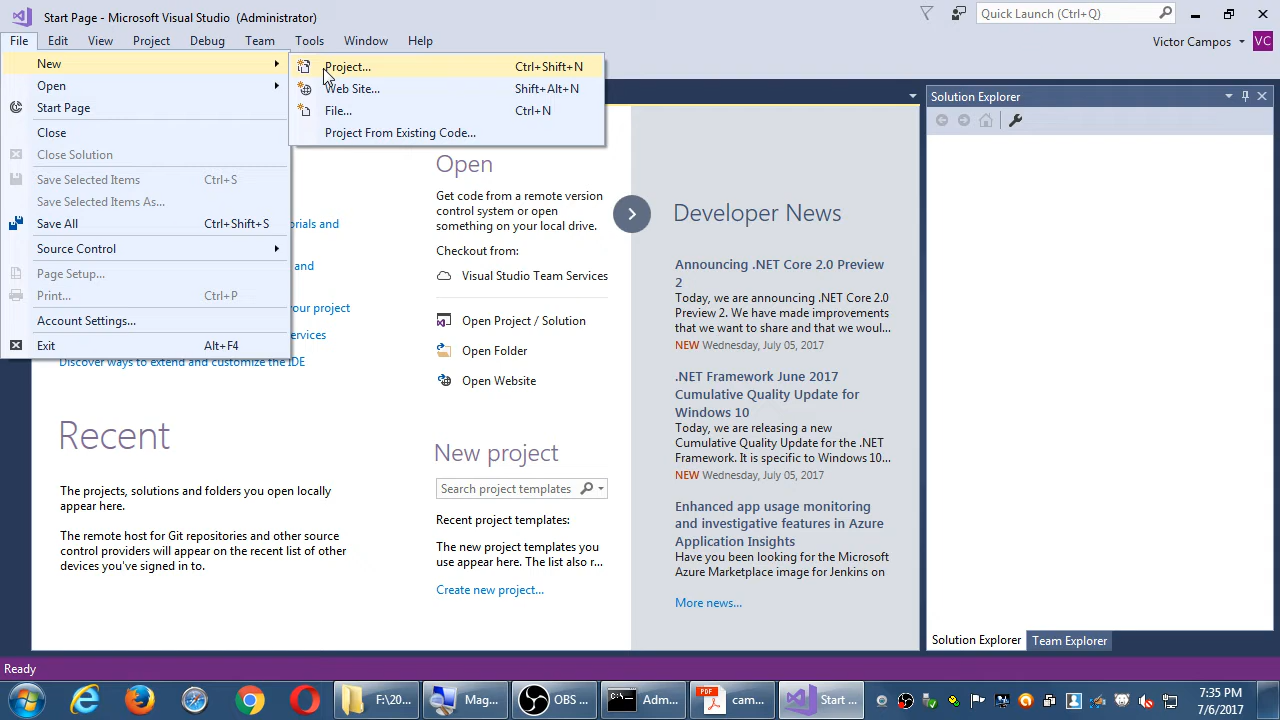 Start Page - Microsoft Visual Studio (Administrator)
Quick Launch (Ctrl+Q)
File Edit View Project Debug Team Tools Window Help
Victor Campos VC
New
Open
Start Page
Close
Close Solution
Save Selected Items Ctrl+S
Save Selected Items As...
Save All Ctrl+Shift+S
Source Control
Page Setup...
Print... Ctrl+P
Account Settings...
Exit Alt+F4
Project... Ctrl+Shift+N
Web Site... Shift+Alt+N
File... Ctrl+N
Project From Existing Code...
orials and
and
your project
ervices
Discover ways to extend and customize the IDE
Recent
The projects, solutions and folders you open locally
appear here.
The remote host for Git repositories and other source
control providers will appear on the recent list of other
devices you've signed in to.
Open
Get code from a remote version
control system or open
something on your local drive.
Checkout from:
Visual Studio Team Services
Open Project / Solution
Open Folder
Open Website
New project
Search project templates
Recent project templates:
The new project templates you
use appear here. The list also r...
Create new project...
Developer News
Announcing .NET Core 2.0 Preview
2
Today, we are announcing .NET Core 2.0
Preview 2. We have made improvements
that we want to share and that we woul...
NEW Wednesday, July 05, 2017
.NET Framework June 2017
Cumulative Quality Update for
Windows 10
Today, we are releasing a new
Cumulative Quality Update for the .NET
Framework. It is specific to Windows 10...
NEW Wednesday, July 05, 2017
Enhanced app usage monitoring
and investigative features in Azure
Application Insights
Have you been looking for the Microsoft
Azure Marketplace image for Jenkins on
More news...
Solution Explorer
Solution Explorer Team Explorer
Ready
F:\20... Mag... OBS ... Adm... PDF cam... Start ...
7:35 PM
7/6/2017